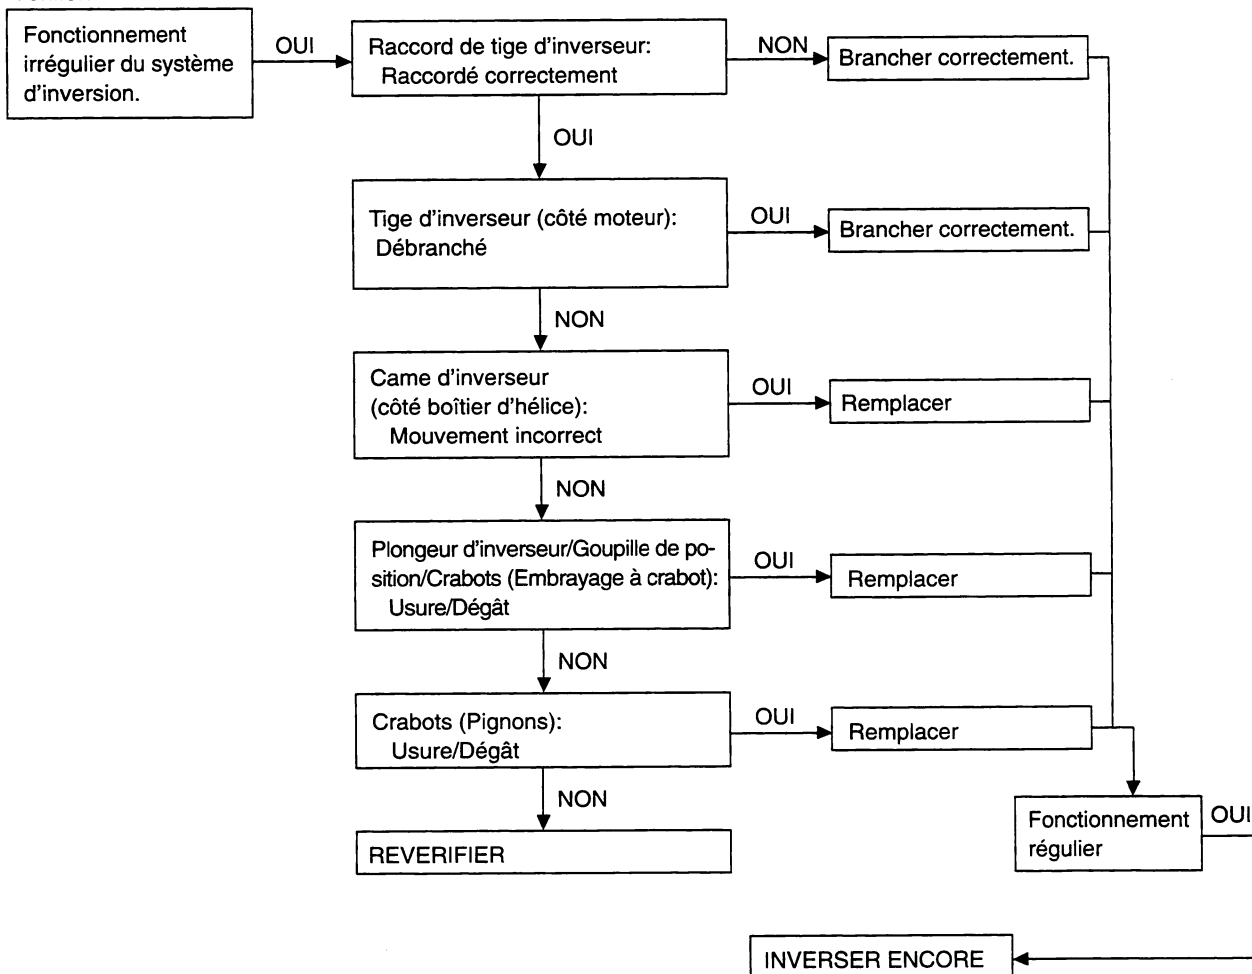 Fonctionnement
irrégulier du système
d'inversion.
OUI
Raccord de tige d'inverseur:
Raccordé correctement
NON
Brancher correctement.
OUI
Tige d'inverseur (côté moteur):
Débranché
OUI
Brancher correctement.
NON
Came d'inverseur
(côté boîtier d'hélice):
Mouvement incorrect
OUI
Remplacer
NON
Plongeur d'inverseur/Goupille de po-
sition/Crabots (Embrayage à crabot):
Usure/Dégât
OUI
Remplacer
NON
Crabots (Pignons):
Usure/Dégât
OUI
Remplacer
NON
REVERIFIER
Fonctionnement
régulier
OUI
INVERSER ENCORE